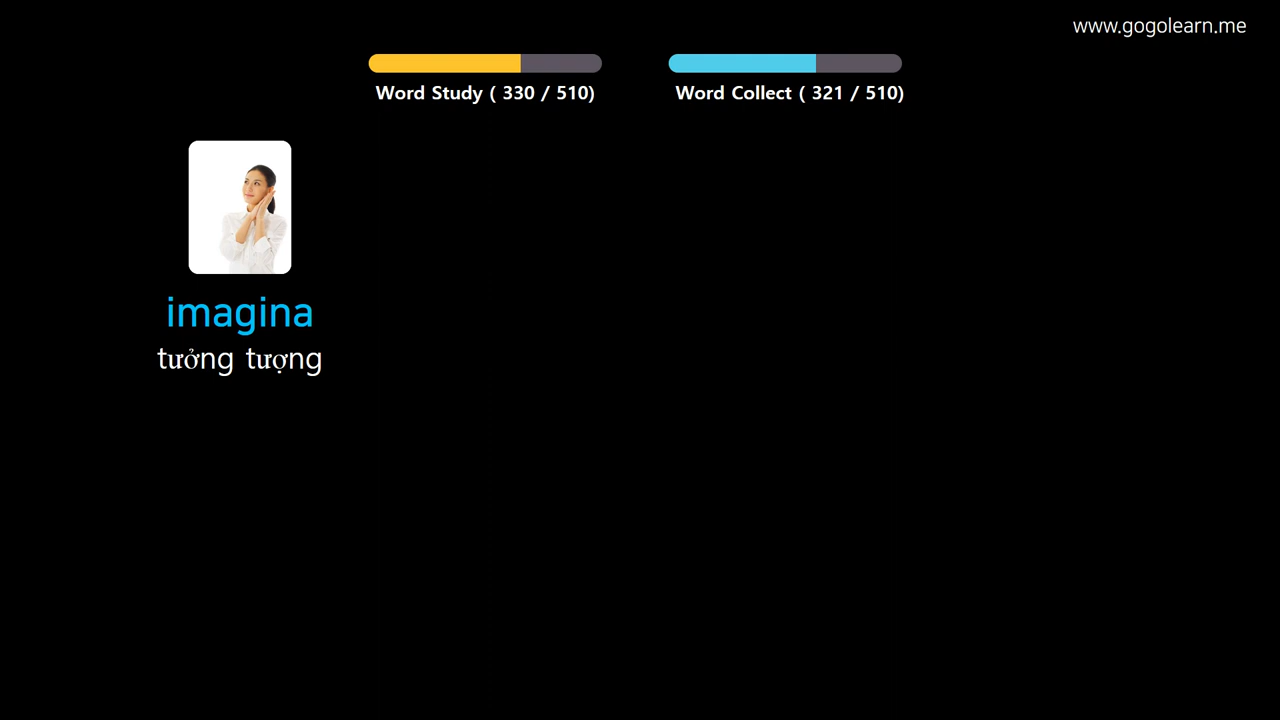 www.gogolearn.me
Word Study ( 330 / 510)
Word Collect ( 321 / 510)
imagina
tưởng tượng